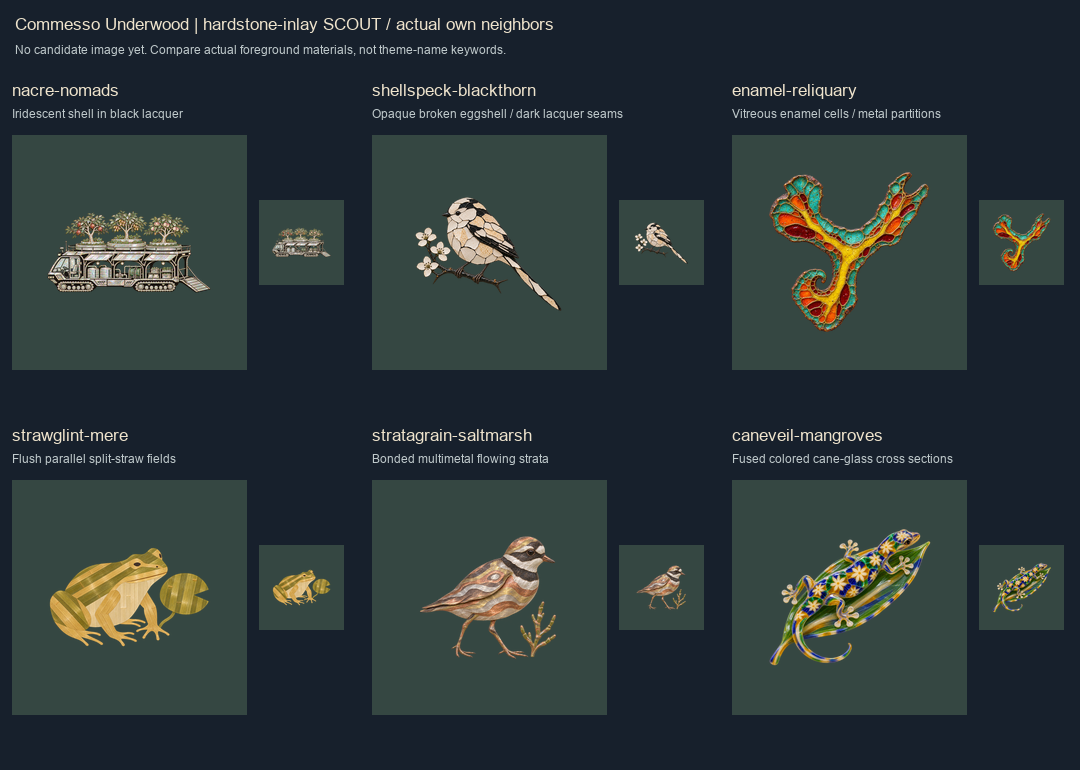 Commesso Underwood | hardstone-inlay SCOUT / actual own neighbors
No candidate image yet. Compare actual foreground materials, not theme-name keywords.
nacre-nomads
Iridescent shell in black lacquer
shellspeck-blackthorn
Opaque broken eggshell / dark lacquer seams
enamel-reliquary
Vitreous enamel cells / metal partitions
strawglint-mere
Flush parallel split-straw fields
stratagrain-saltmarsh
Bonded multimetal flowing strata
caneveil-mangroves
Fused colored cane-glass cross sections